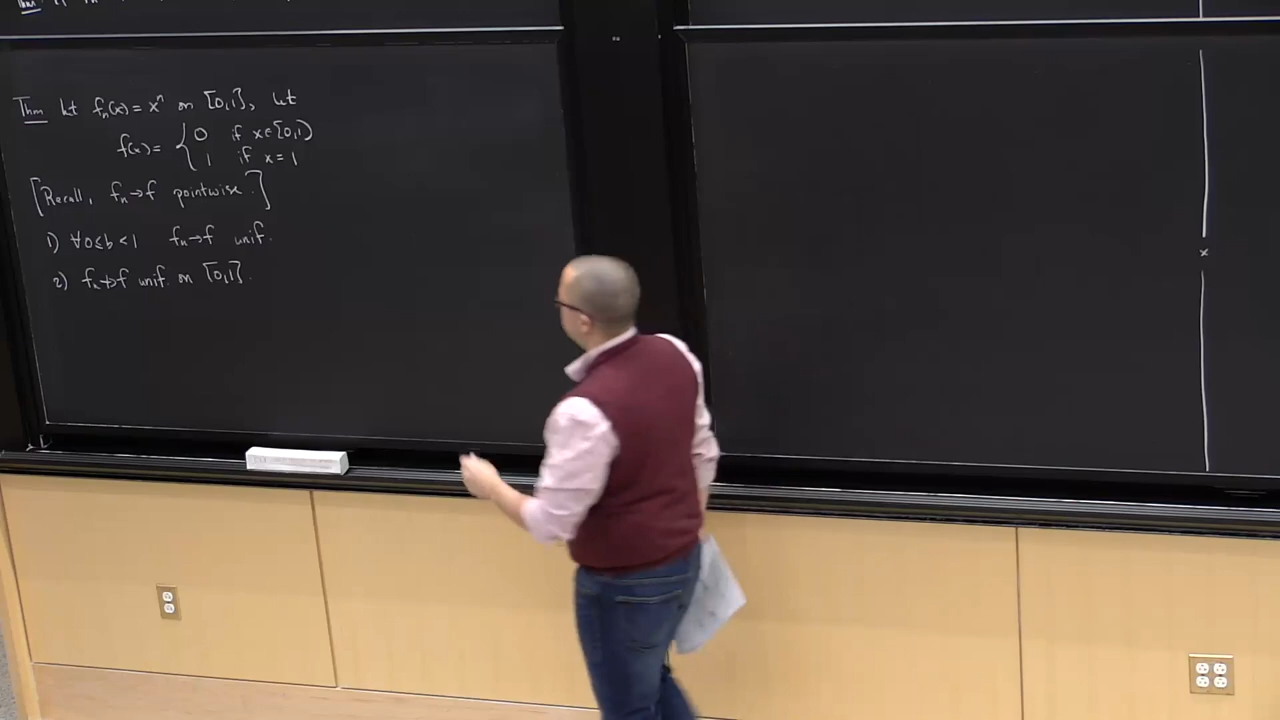 Thm let fₙ(x) = xⁿ on [0,1], let
f(x) = { 0 if x∈[0,1)
1 if x = 1
[Recall, fₙ→f pointwise.]
1) ∀0≤b<1 fₙ→f unif.
2) fₙ↛f unif on [0,1].
x